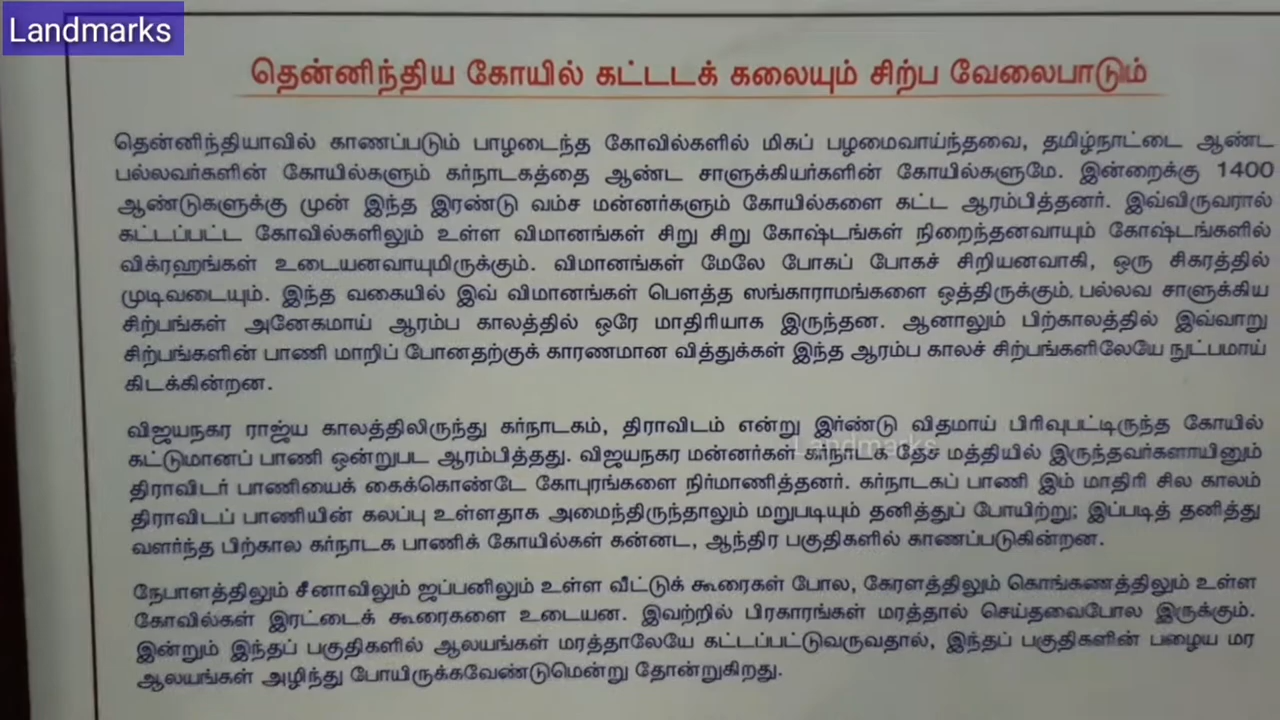 Landmarks
தென்னிந்திய கோயில் கட்டடக் கலையும் சிற்ப வேலைபாடும்
தென்னிந்தியாவில் காணப்படும் பாழடைந்த கோவில்களில் மிகப் பழமைவாய்ந்தவை, தமிழ்நாட்டை ஆண்ட
பல்லவர்களின் கோயில்களும் கர்நாடகத்தை ஆண்ட சாளுக்கியர்களின் கோயில்களுமே. இன்றைக்கு 1400
ஆண்டுகளுக்கு முன் இந்த இரண்டு வம்ச மன்னர்களும் கோயில்களை கட்ட ஆரம்பித்தனர். இவ்விருவரால்
கட்டப்பட்ட கோவில்களிலும் உள்ள விமானங்கள் சிறு சிறு கோஷ்டங்கள் நிறைந்தனவாயும் கோஷ்டங்களில்
விக்ரஹங்கள் உடையனவாயுமிருக்கும். விமானங்கள் மேலே போகப் போகச் சிறியனவாகி, ஒரு சிகரத்தில்
முடிவடையும். இந்த வகையில் இவ் விமானங்கள் பௌத்த ஸங்காராமங்களை ஒத்திருக்கும். பல்லவ சாளுக்கிய
சிற்பங்கள் அனேகமாய் ஆரம்ப காலத்தில் ஒரே மாதிரியாக இருந்தன. ஆனாலும் பிற்காலத்தில் இவ்வாறு
சிற்பங்களின் பாணி மாறிப் போனதற்குக் காரணமான வித்துக்கள் இந்த ஆரம்ப காலச் சிற்பங்களிலேயே நுட்பமாய்
கிடக்கின்றன.
விஜயநகர ராஜ்ய காலத்திலிருந்து கர்நாடகம், திராவிடம் என்று இர்ண்டு விதமாய் பிரிவுபட்டிருந்த கோயில்
கட்டுமானப் பாணி ஒன்றுபட ஆரம்பித்தது. விஜயநகர மன்னர்கள் கர்நாடக தேச மத்தியில் இருந்தவர்களாயினும்
Landmarks
திராவிடர் பாணியைக் கைக்கொண்டே கோபுரங்களை நிர்மாணித்தனர். கர்நாடகப் பாணி இம் மாதிரி சில காலம்
திராவிடப் பாணியின் கலப்பு உள்ளதாக அமைந்திருந்தாலும் மறுபடியும் தனித்துப் போயிற்று; இப்படித் தனித்து
வளர்ந்த பிற்கால கர்நாடக பாணிக் கோயில்கள் கன்னட, ஆந்திர பகுதிகளில் காணப்படுகின்றன.
நேபாளத்திலும் சீனாவிலும் ஜப்பனிலும் உள்ள வீட்டுக் கூரைகள் போல, கேரளத்திலும் கொங்கணத்திலும் உள்ள
கோவில்கள் இரட்டைக் கூரைகளை உடையன. இவற்றில் பிரகாரங்கள் மரத்தால் செய்தவைபோல இருக்கும்.
இன்றும் இந்தப் பகுதிகளில் ஆலயங்கள் மரத்தாலேயே கட்டப்பட்டுவருவதால், இந்தப் பகுதிகளின் பழைய மர
ஆலயங்கள் அழிந்து போயிருக்கவேண்டுமென்று தோன்றுகிறது.